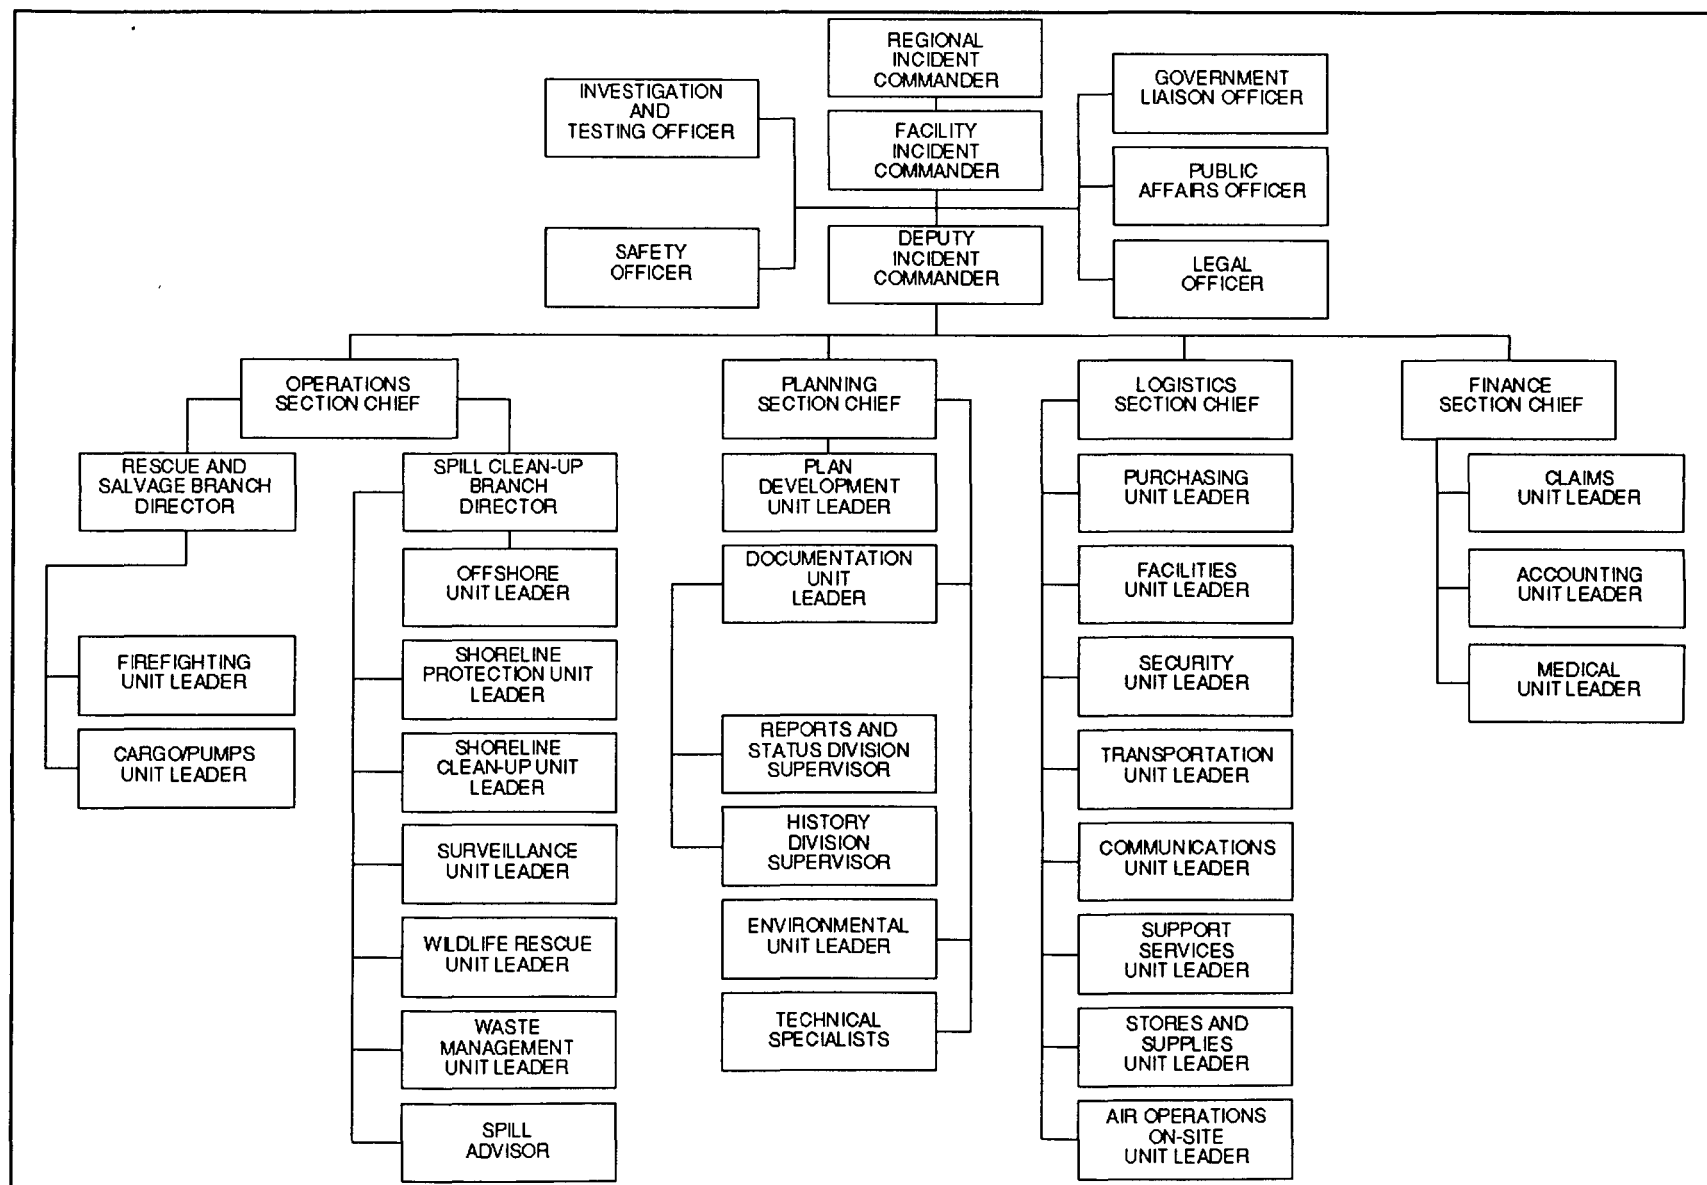 REGIONAL
INCIDENT
COMMANDER
INVESTIGATION
AND
TESTING OFFICER
GOVERNMENT
LIAISON OFFICER
FACILITY
INCIDENT
COMMANDER
PUBLIC
AFFAIRS OFFICER
SAFETY
OFFICER
DEPUTY
INCIDENT
COMMANDER
LEGAL
OFFICER
OPERATIONS
SECTION CHIEF
PLANNING
SECTION CHIEF
LOGISTICS
SECTION CHIEF
FINANCE
SECTION CHIEF
RESCUE AND
SALVAGE BRANCH
DIRECTOR
FIREFIGHTING
UNIT LEADER
CARGO/PUMPS
UNIT LEADER
SPILL CLEAN-UP
BRANCH
DIRECTOR
OFFSHORE
UNIT LEADER
SHORELINE
PROTECTION UNIT
LEADER
SHORELINE
CLEAN-UP UNIT
LEADER
SURVEILLANCE
UNIT LEADER
WILDLIFE RESCUE
UNIT LEADER
WASTE
MANAGEMENT
UNIT LEADER
SPILL
ADVISOR
PLAN
DEVELOPMENT
UNIT LEADER
DOCUMENTATION
UNIT
LEADER
REPORTS AND
STATUS DIVISION
SUPERVISOR
HISTORY
DIVISION
SUPERVISOR
ENVIRONMENTAL
UNIT LEADER
TECHNICAL
SPECIALISTS
PURCHASING
UNIT LEADER
FACILITIES
UNIT LEADER
SECURITY
UNIT LEADER
TRANSPORTATION
UNIT LEADER
COMMUNICATIONS
UNIT LEADER
SUPPORT
SERVICES
UNIT LEADER
STORES AND
SUPPLIES
UNIT LEADER
AIR OPERATIONS
ON-SITE
UNIT LEADER
CLAIMS
UNIT LEADER
ACCOUNTING
UNIT LEADER
MEDICAL
UNIT LEADER